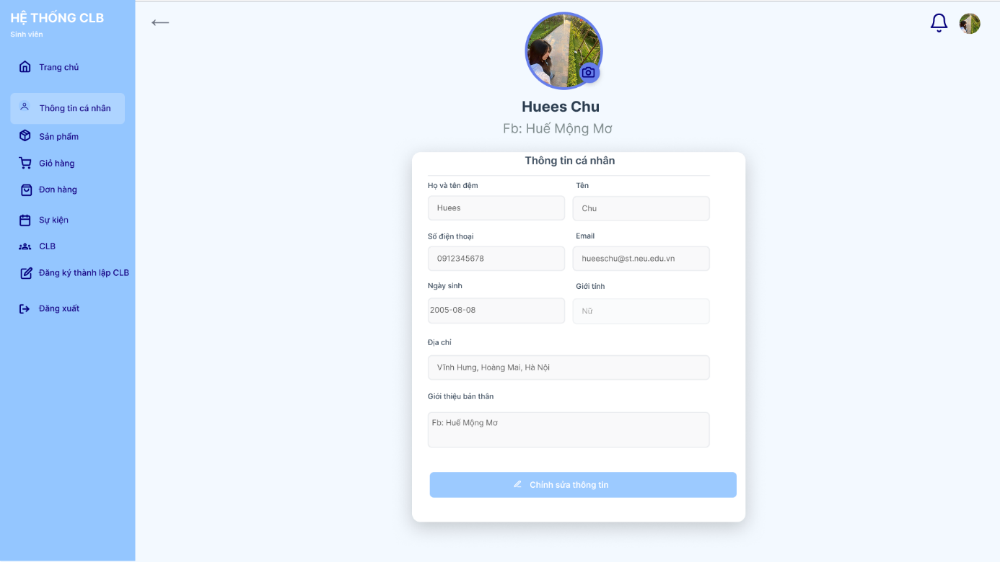 HỆ THỐNG CLB
Sinh viên
Trang chủ
Thông tin cá nhân
Sản phẩm
Giỏ hàng
Đơn hàng
Sự kiện
CLB
Đăng ký thành lập CLB
Đăng xuất
Huees Chu
Fb: Huế Mộng Mơ
Thông tin cá nhân
Họ và tên đệm
Tên
Huees
Chu
Số điện thoại
Email
0912345678
hueeschu@st.neu.edu.vn
Ngày sinh
Giới tính
2005-08-08
Nữ
Địa chỉ
Vĩnh Hưng, Hoàng Mai, Hà Nội
Giới thiệu bản thân
Fb: Huế Mộng Mơ
Chỉnh sửa thông tin